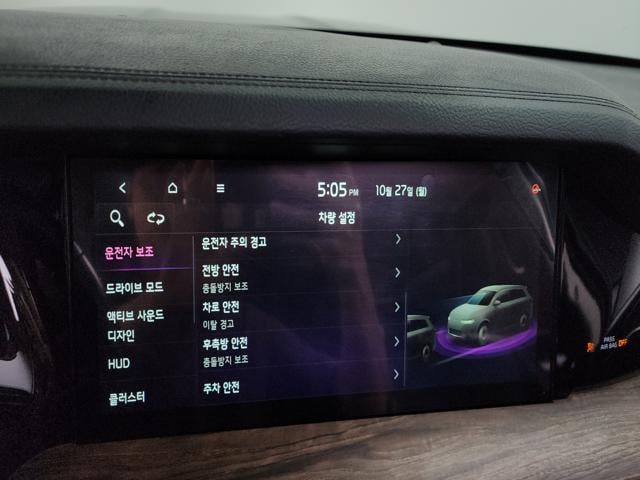 5:05 PM 10월 27일 (월)
차량 설정
운전자 보조
드라이브 모드
액티브 사운드
디자인
HUD
클러스터
운전자 주의 경고
전방 안전
충돌방지 보조
차로 안전
이탈 경고
후측방 안전
충돌방지 보조
주차 안전
PASS
AIR BAG OFF